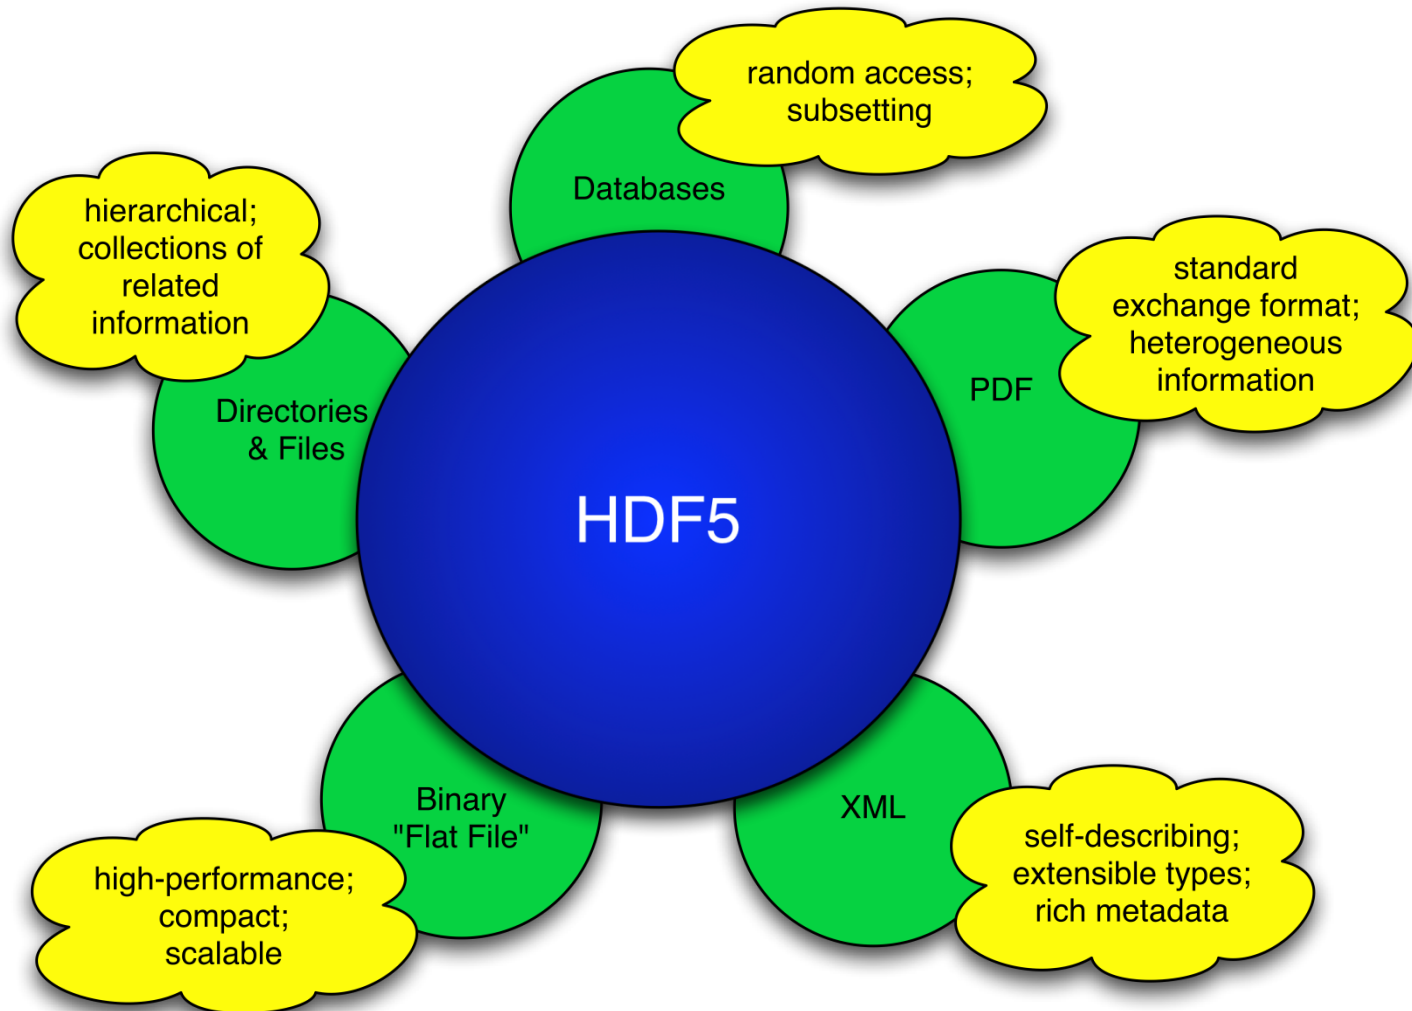 random access;
subsetting
Databases
hierarchical;
collections of
related
information
Directories
& Files
standard
exchange format;
heterogeneous
information
PDF
HDF5
Binary
"Flat File"
high-performance;
compact;
scalable
XML
self-describing;
extensible types;
rich metadata